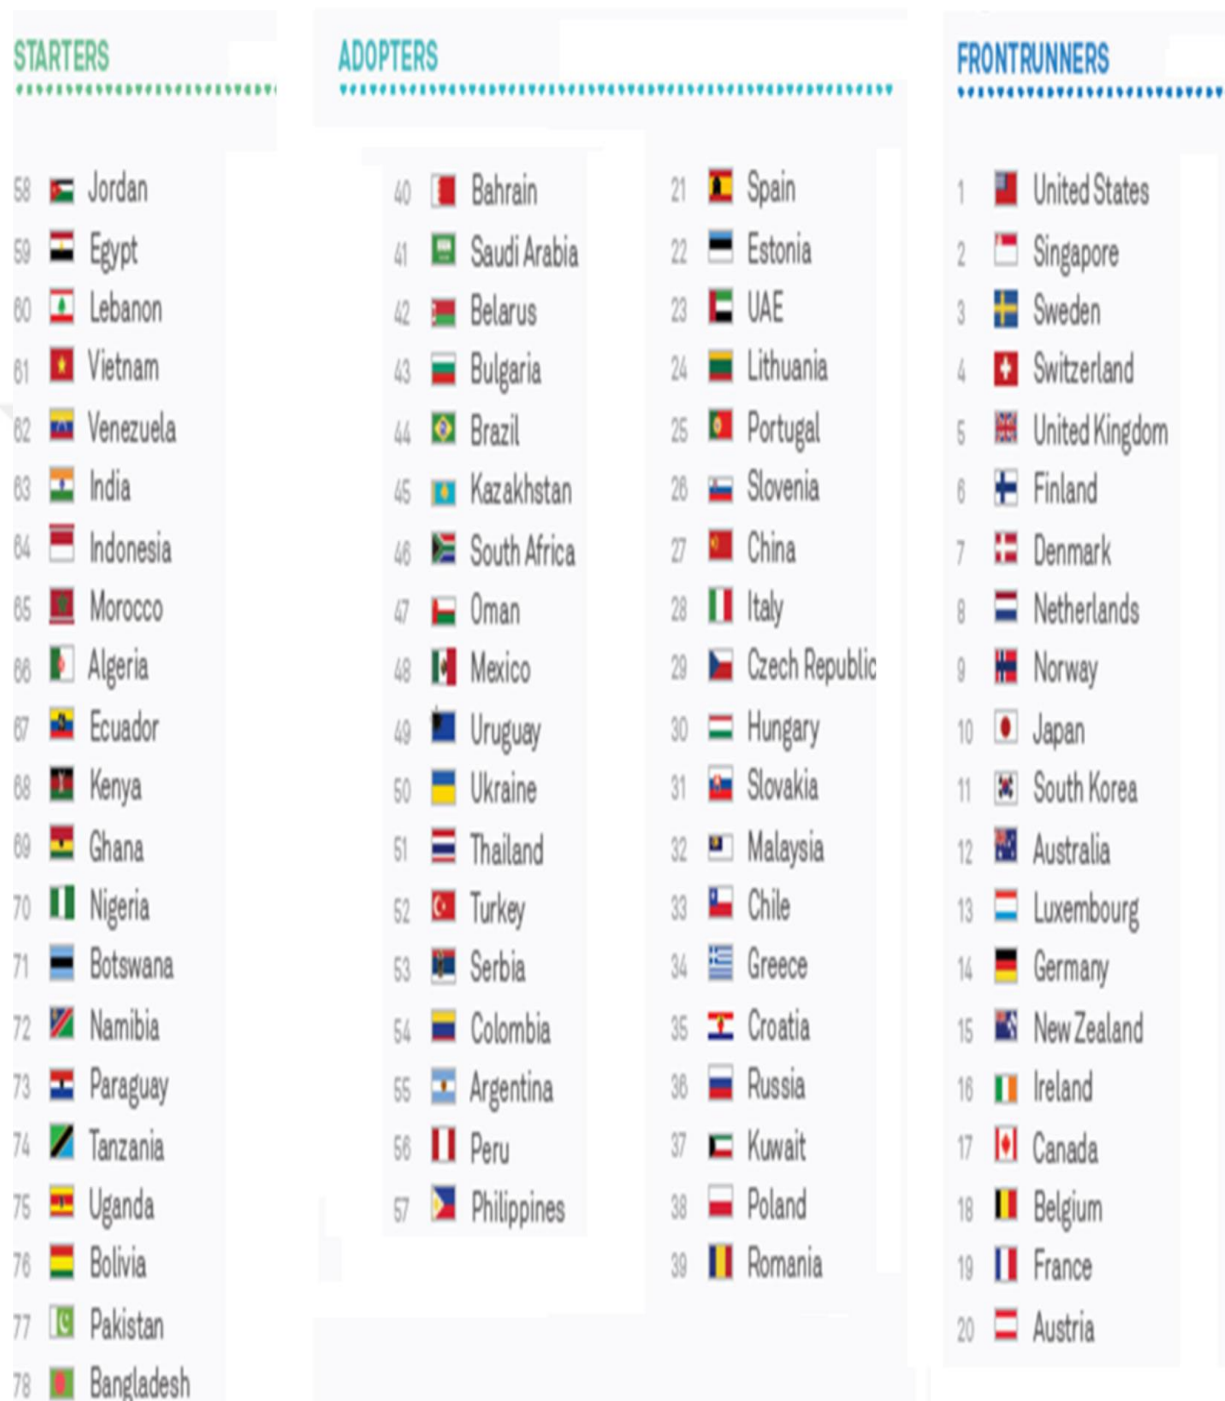 STARTERS
58 Jordan
59 Egypt
60 Lebanon
61 Vietnam
62 Venezuela
63 India
64 Indonesia
65 Morocco
66 Algeria
67 Ecuador
68 Kenya
69 Ghana
70 Nigeria
71 Botswana
72 Namibia
73 Paraguay
74 Tanzania
75 Uganda
76 Bolivia
77 Pakistan
78 Bangladesh
ADOPTERS
40 Bahrain
41 Saudi Arabia
42 Belarus
43 Bulgaria
44 Brazil
45 Kazakhstan
46 South Africa
47 Oman
48 Mexico
49 Uruguay
50 Ukraine
51 Thailand
52 Turkey
53 Serbia
54 Colombia
55 Argentina
56 Peru
57 Philippines
21 Spain
22 Estonia
23 UAE
24 Lithuania
25 Portugal
26 Slovenia
27 China
28 Italy
29 Czech Republic
30 Hungary
31 Slovakia
32 Malaysia
33 Chile
34 Greece
35 Croatia
36 Russia
37 Kuwait
38 Poland
39 Romania
FRONTRUNNERS
1 United States
2 Singapore
3 Sweden
4 Switzerland
5 United Kingdom
6 Finland
7 Denmark
8 Netherlands
9 Norway
10 Japan
11 South Korea
12 Australia
13 Luxembourg
14 Germany
15 New Zealand
16 Ireland
17 Canada
18 Belgium
19 France
20 Austria